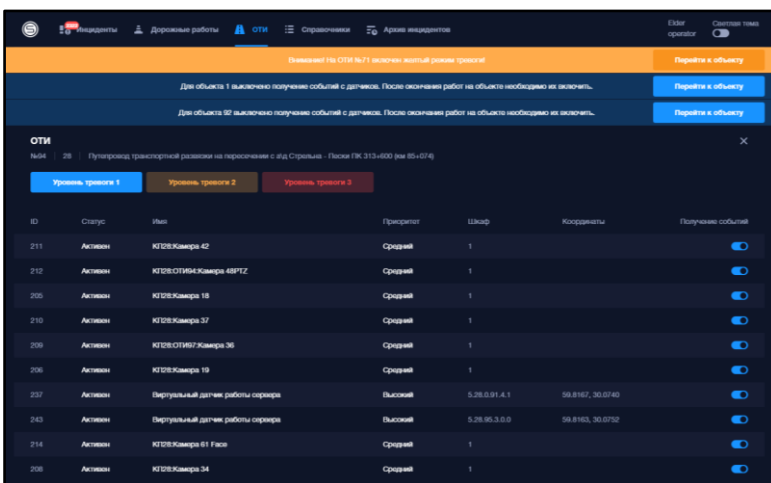 Инциденты Дорожные работы ОТИ Справочники Архив инцидентов Eldor operator Светлая тема
Внимание! На ОТИ №71 включен желтый режим тревоги! Перейти к объекту
Для объекта 1 выключено получение событий с датчиков. После окончания работ на объекте необходимо их включить. Перейти к объекту
Для объекта 92 выключено получение событий с датчиков. После окончания работ на объекте необходимо их включить. Перейти к объекту
ОТИ
№94 28 Путепровод транспортной развязки на пересечении с а\д Стрельна - Пески ПК 313+600 (км 85+074)
Уровень тревоги 1 Уровень тревоги 2 Уровень тревоги 3
ID Статус Имя Приоритет Шкаф Координаты Получение событий
211 Активен КП28:Камера 42 Средний 1
212 Активен КП28:ОТИ94:Камера 48PTZ Средний 1
205 Активен КП28:Камера 18 Средний 1
210 Активен КП28:Камера 37 Средний 1
209 Активен КП28:ОТИ97:Камера 36 Средний 1
206 Активен КП28:Камера 19 Средний 1
237 Активен Виртуальный датчик работы сервера Высокий 5.28.0.91.4.1 59.8167, 30.0740
243 Активен Виртуальный датчик работы сервера Высокий 5.28.95.3.0.0 59.8163, 30.0752
214 Активен КП28:Камера 61 Face Средний 1
208 Активен КП28:Камера 34 Средний 1